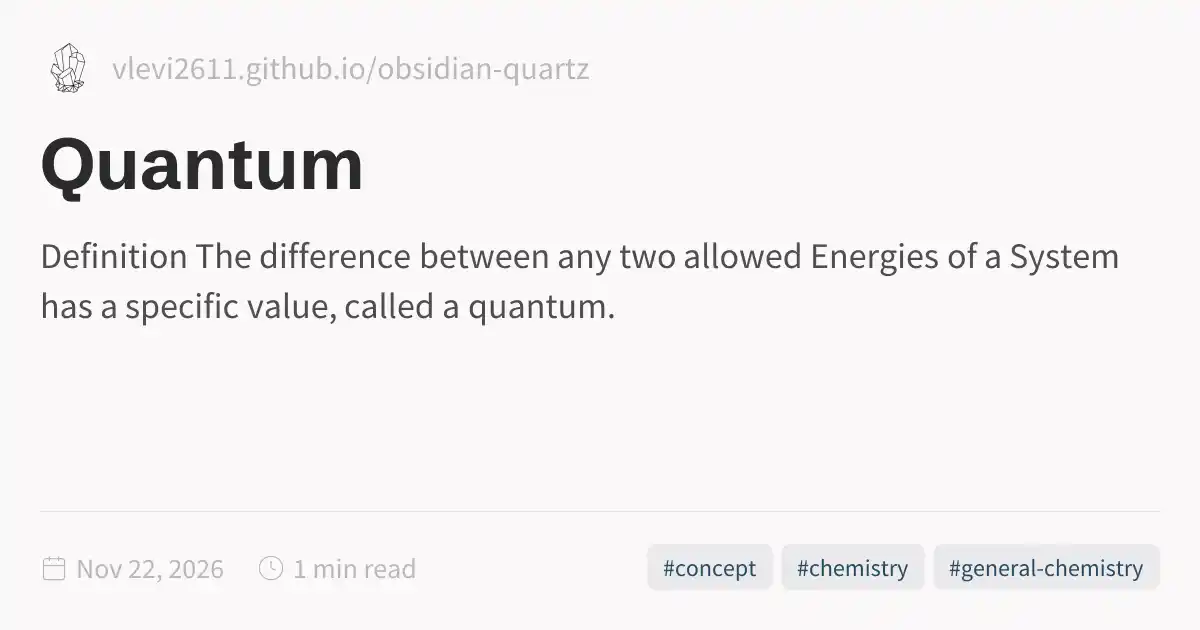 vlevi2611.github.io/obsidian-quartz
Quantum
Definition The difference between any two allowed Energies of a System
has a specific value, called a quantum.
Nov 22, 2026 1 min read #concept #chemistry #general-chemistry